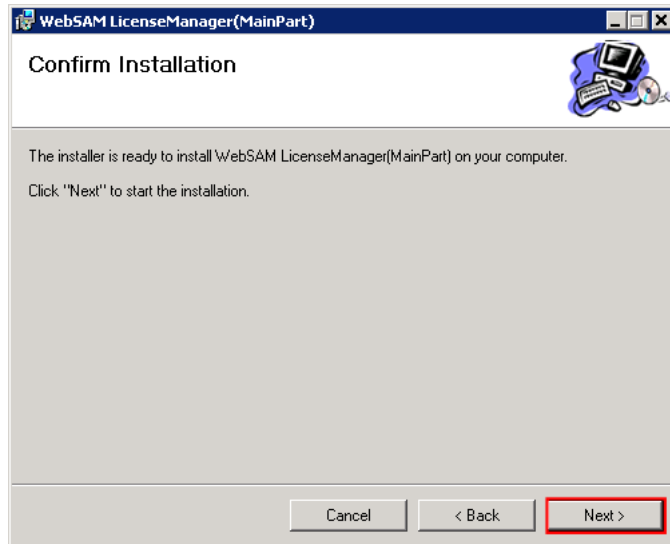 WebSAM LicenseManager(MainPart)
Confirm Installation
The installer is ready to install WebSAM LicenseManager(MainPart) on your computer.
Click "Next" to start the installation.
Cancel
< Back
Next >